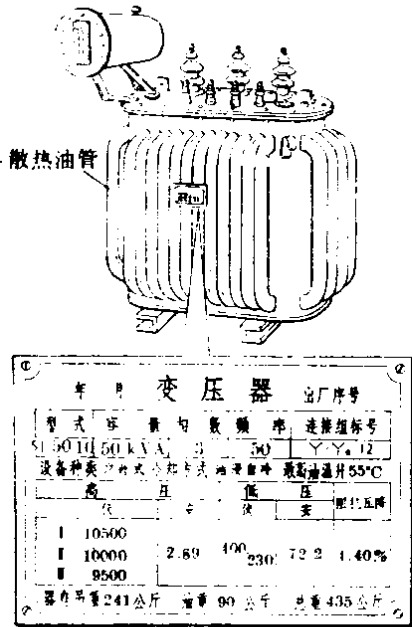 散热油管
年 月 变压器 出厂序号
型式 容量 相数 频率 连接组标号
50/10 50kVA 3 50 Y/Y₀-12
设备种类 冷却方式 油浸自冷 最高油温升55°C
高压 低压 阻抗压降
伏 安 伏 安
Ⅰ 10500
Ⅱ 10000 2.89 400 230 72.2 4.40%
Ⅲ 9500
器身吊重241公斤 油重 90 公斤 总重435公斤